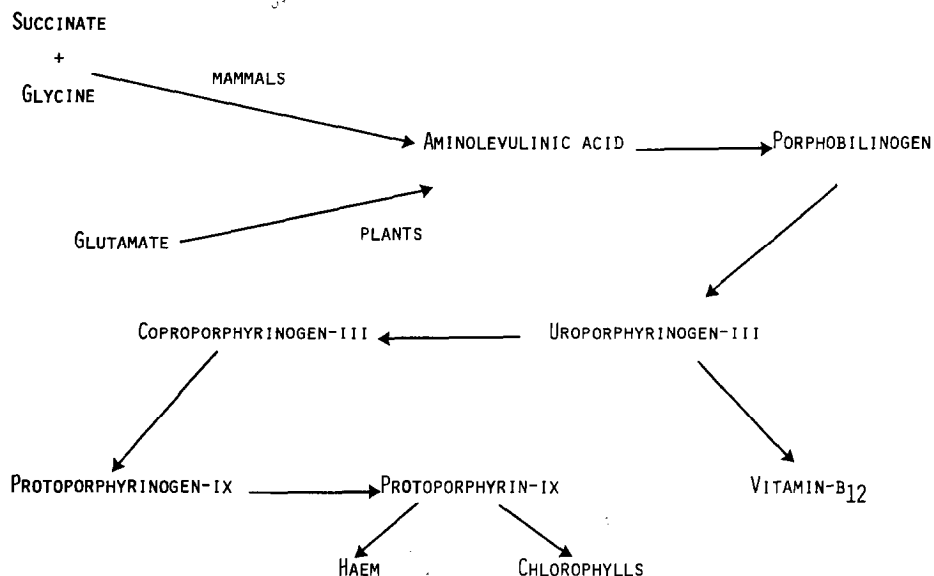 SUCCINATE
+
GLYCINE
MAMMALS
AMINOLEVULINIC ACID
PORPHOBILINOGEN
GLUTAMATE
PLANTS
COPROPORPHYRINOGEN-III
UROPORPHYRINOGEN-III
PROTOPORPHYRINOGEN-IX
PROTOPORPHYRIN-IX
VITAMIN-B12
HAEM
CHLOROPHYLLS